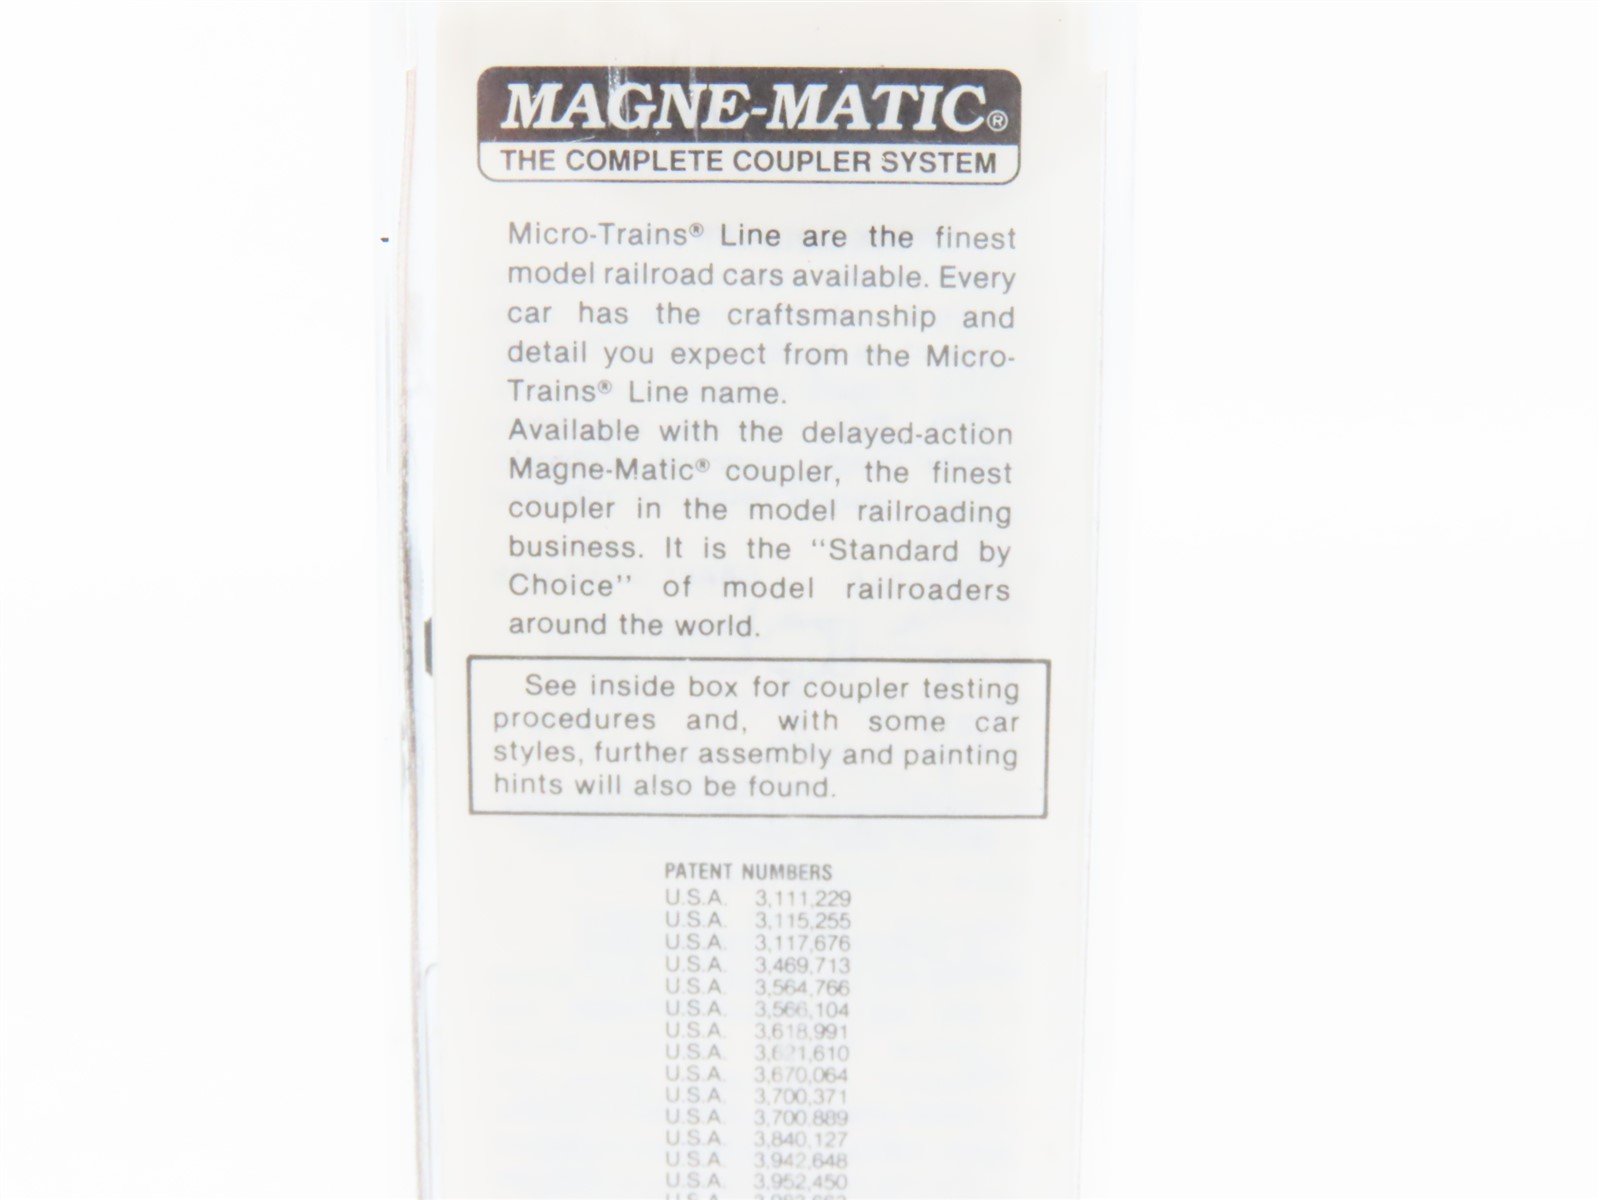 MAGNE-MATIC®
THE COMPLETE COUPLER SYSTEM
Micro-Trains® Line are the finest
model railroad cars available. Every
car has the craftsmanship and
detail you expect from the Micro-
Trains® Line name.
Available with the delayed-action
Magne-Matic® coupler, the finest
coupler in the model railroading
business. It is the “Standard by
Choice” of model railroaders
around the world.
See inside box for coupler testing
procedures and, with some car
styles, further assembly and painting
hints will also be found.
PATENT NUMBERS
U.S.A. 3,111,229
U.S.A. 3,115,255
U.S.A. 3,117,676
U.S.A. 3,469,713
U.S.A. 3,564,766
U.S.A. 3,566,104
U.S.A. 3,618,991
U.S.A. 3,621,610
U.S.A. 3,670,064
U.S.A. 3,700,371
U.S.A. 3,700,889
U.S.A. 3,840,127
U.S.A. 3,942,648
U.S.A. 3,952,450
U.S.A.